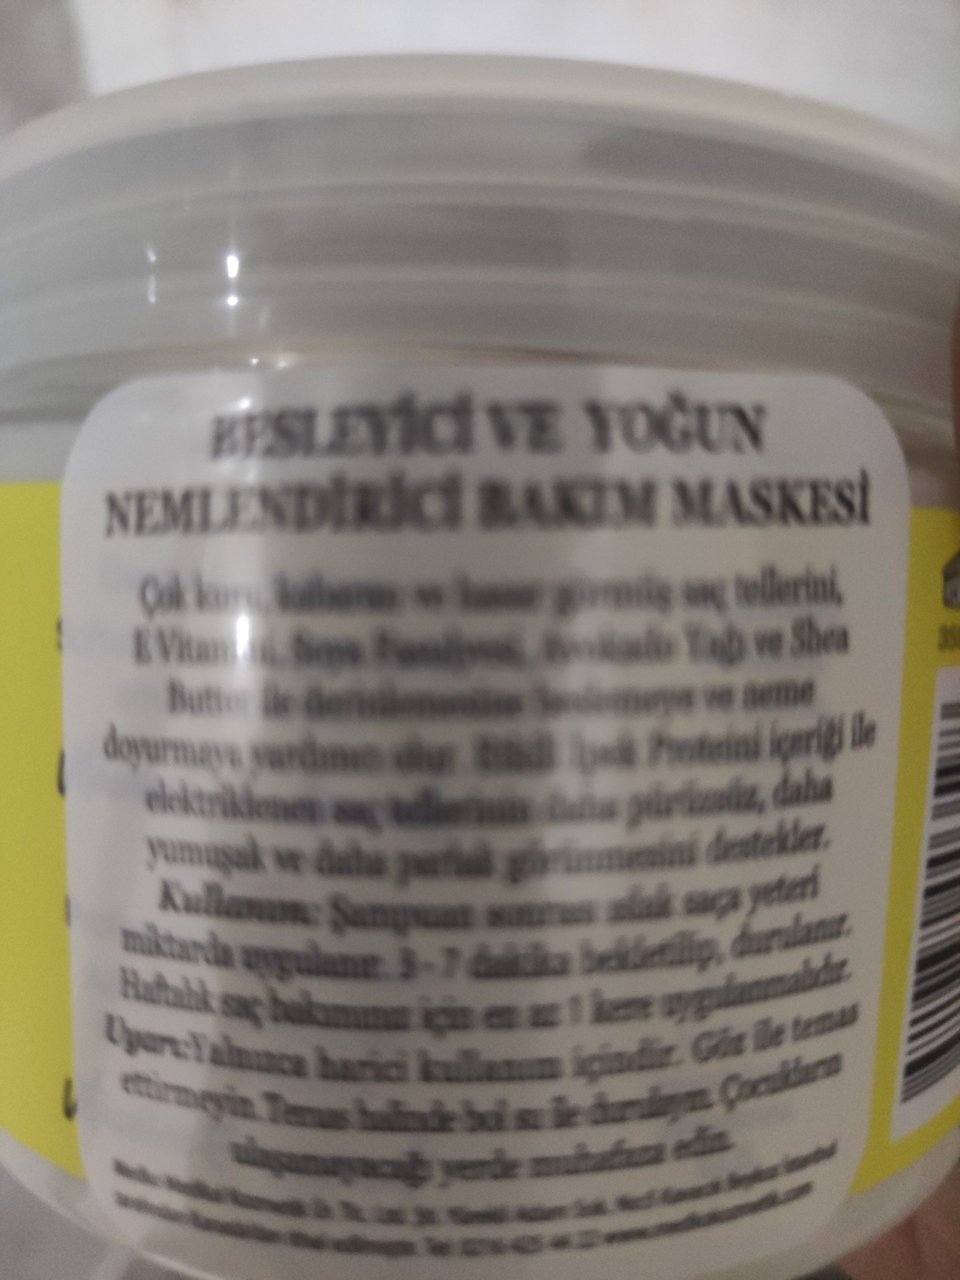 BESLEYİCİ VE YOĞUN
NEMLENDİRİCİ BAKIM MASKESİ
Çok kuru, kabaran ve hasar görmüş saç tellerini,
E Vitamini, Soya Fasulyesi, Avokado Yağı ve Shea
Butter ile derinlemesine beslemeye ve neme
doyurmaya yardımcı olur. İpek Proteini içeriği ile
elektriklenen saç tellerinin daha pürüzsüz, daha
yumuşak ve daha parlak görünmesini destekler.
Kullanım: Şampuan sonrası ıslak saça yeteri
miktarda uygulanır. 3 - 7 dakika bekletilip, durulanır.
Haftalık saç bakımınız için en az 1 kere uygulanmalıdır.
Uyarı:Yalnızca harici kullanım içindir. Göz ile temas
ettirmeyin.Temas halinde bol su ile durulayın. Çocukların
ulaşamayacağı yerde muhafaza edin.